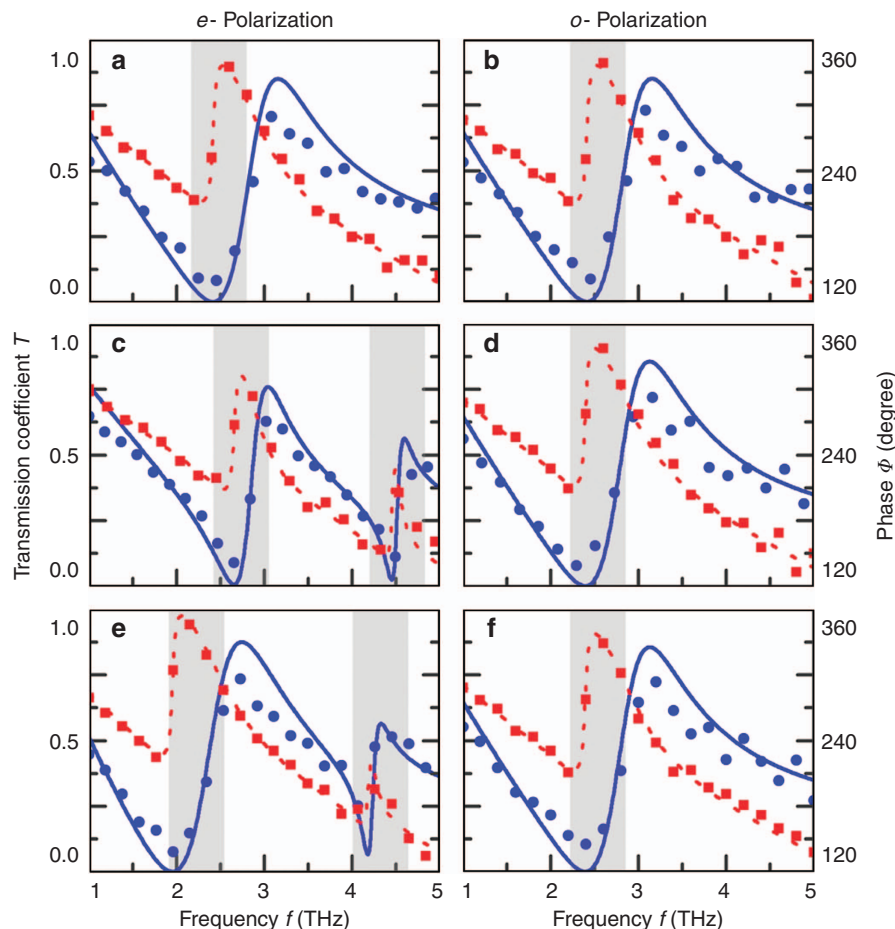 e- Polarization
o- Polarization
a
b
1.0
0.5
0.0
360
240
120
c
d
1.0
0.5
0.0
360
240
120
e
f
1.0
0.5
0.0
360
240
120
Transmission coefficient T
Phase Φ (degree)
1 2 3 4 5
1 2 3 4 5
Frequency f (THz)
Frequency f (THz)